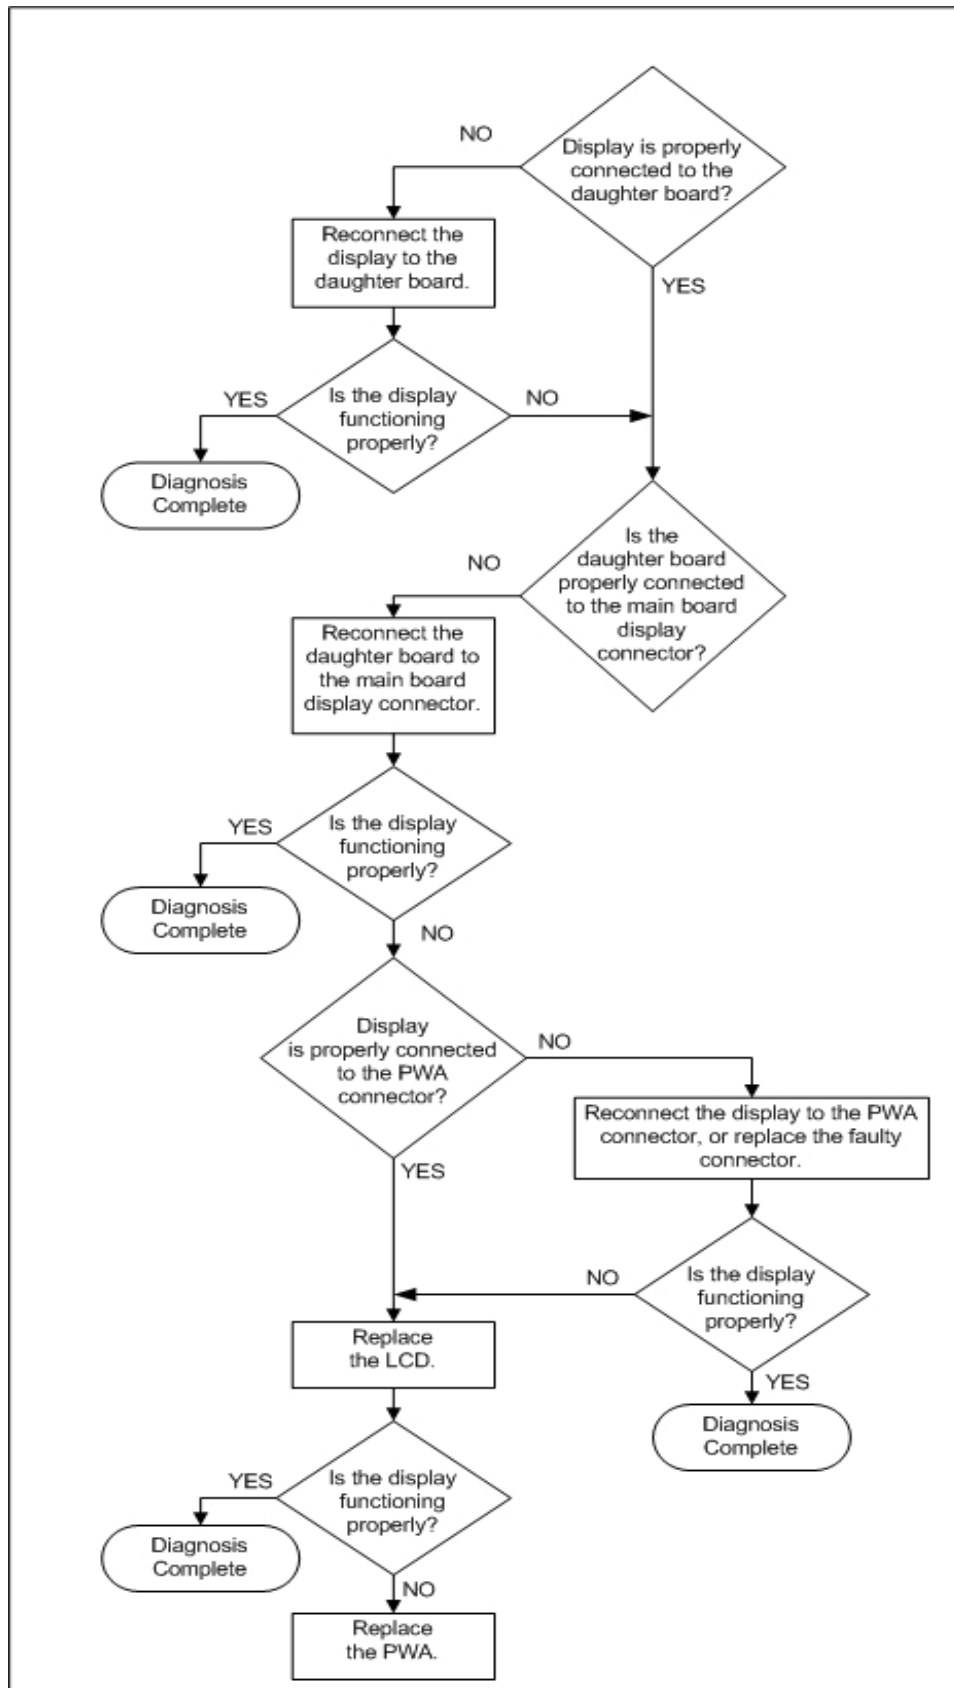 NO
Display is properly
connected to the
daughter board?
Reconnect the
display to the
daughter board.
YES
YES
Is the display
functioning
properly?
NO
Diagnosis
Complete
Is the
daughter board
properly connected
to the main board
display
connector?
NO
Reconnect the
daughter board to
the main board
display connector.
YES
Is the display
functioning
properly?
Diagnosis
Complete
NO
Display
is properly connected
to the PWA
connector?
NO
Reconnect the display to the PWA
connector, or replace the faulty
connector.
YES
NO
Is the display
functioning
properly?
Replace
the LCD.
YES
Diagnosis
Complete
YES
Is the display
functioning
properly?
Diagnosis
Complete
NO
Replace
the PWA.